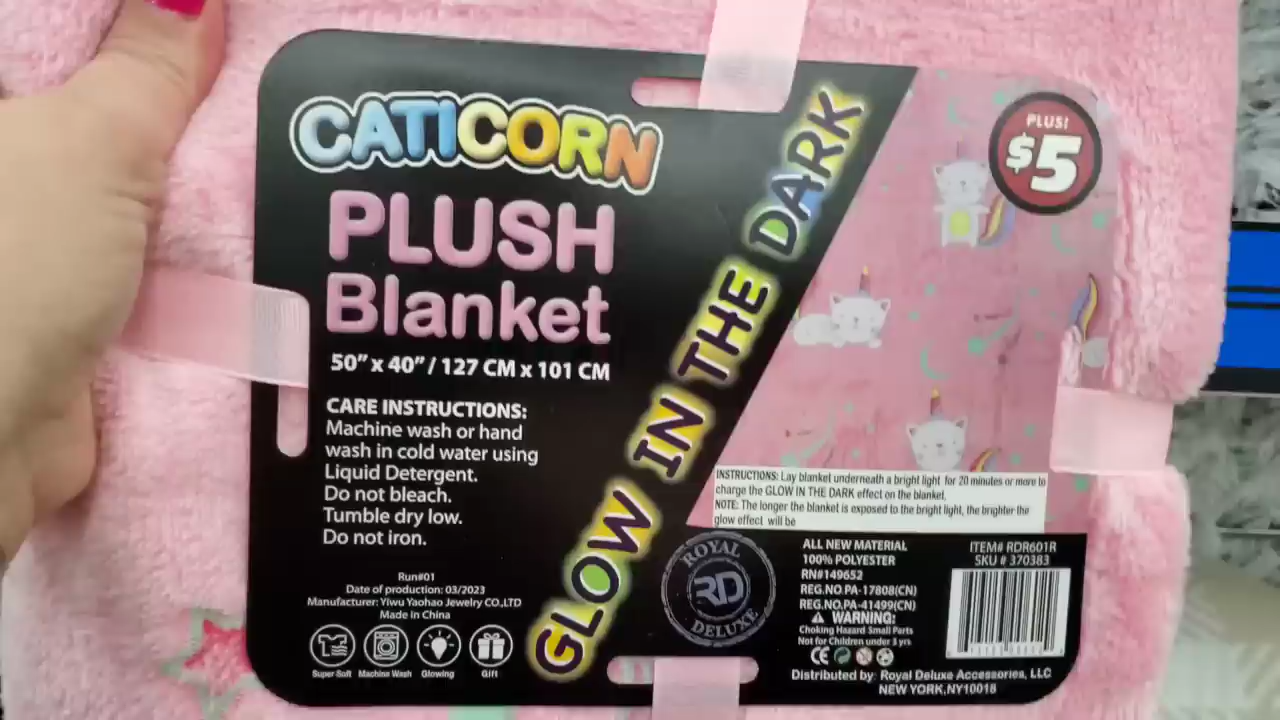 CATICORN
PLUSH
Blanket
50" x 40" / 127 CM x 101 CM
CARE INSTRUCTIONS:
Machine wash or hand
wash in cold water using
Liquid Detergent.
Do not bleach.
Tumble dry low.
Do not iron.
Run#01
Date of production: 03/2023
Manufacturer: Yiwu Yaohao Jewelry CO.,LTD
Made in China
Super Soft Machine Wash Glowing Gift
GLOW IN THE DARK
PLUS!
$5
INSTRUCTIONS: Lay blanket underneath a bright light for 20 minutes or more to
charge the GLOW IN THE DARK effect on the blanket.
NOTE: The longer the blanket is exposed to the bright light, the brighter the
glow effect will be
ROYAL
RD
DELUXE
ALL NEW MATERIAL
100% POLYESTER
RN#149652
REG.NO.PA-17808(CN)
REG.NO.PA-41499(CN)
WARNING:
Choking Hazard Small Parts
Not for Children under 3 yrs
CE
ITEM# RDR601R
SKU # 370383
Distributed by: Royal Deluxe Accessories, LLC
NEW YORK,NY10018